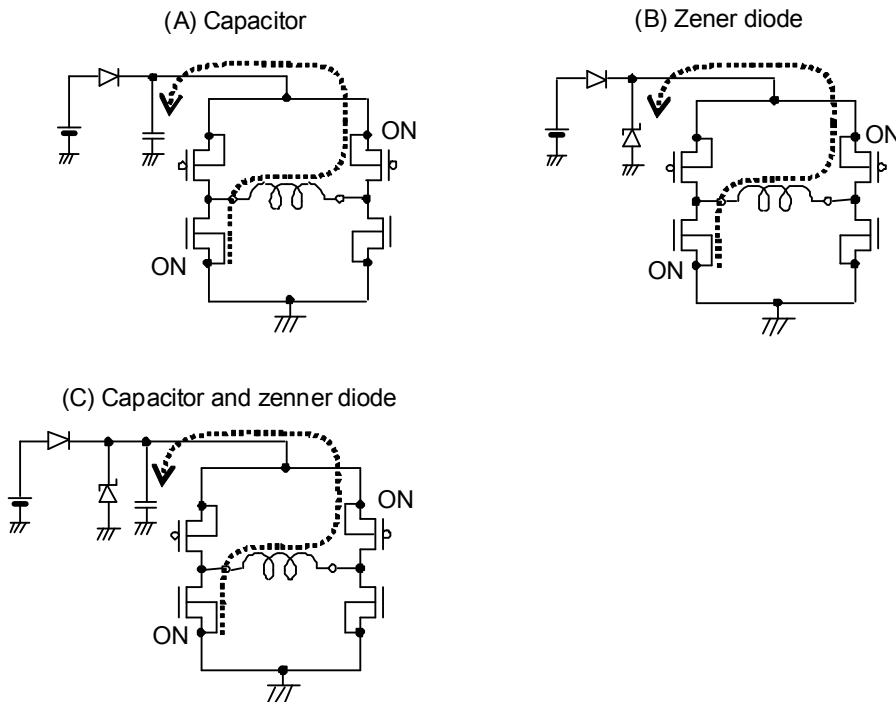 (A) Capacitor
ON
ON
(B) Zener diode
ON
ON
(C) Capacitor and zenner diode
ON
ON